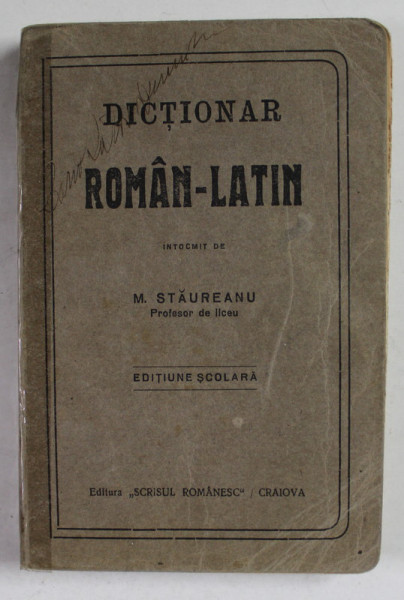 DICȚIONAR
ROMÂN-LATIN
INTOCMIT DE
M. STĂUREANU
Profesor de liceu
EDIȚIUNE ȘCOLARĂ
Editura „SCRISUL ROMÂNESC“ / CRAIOVA